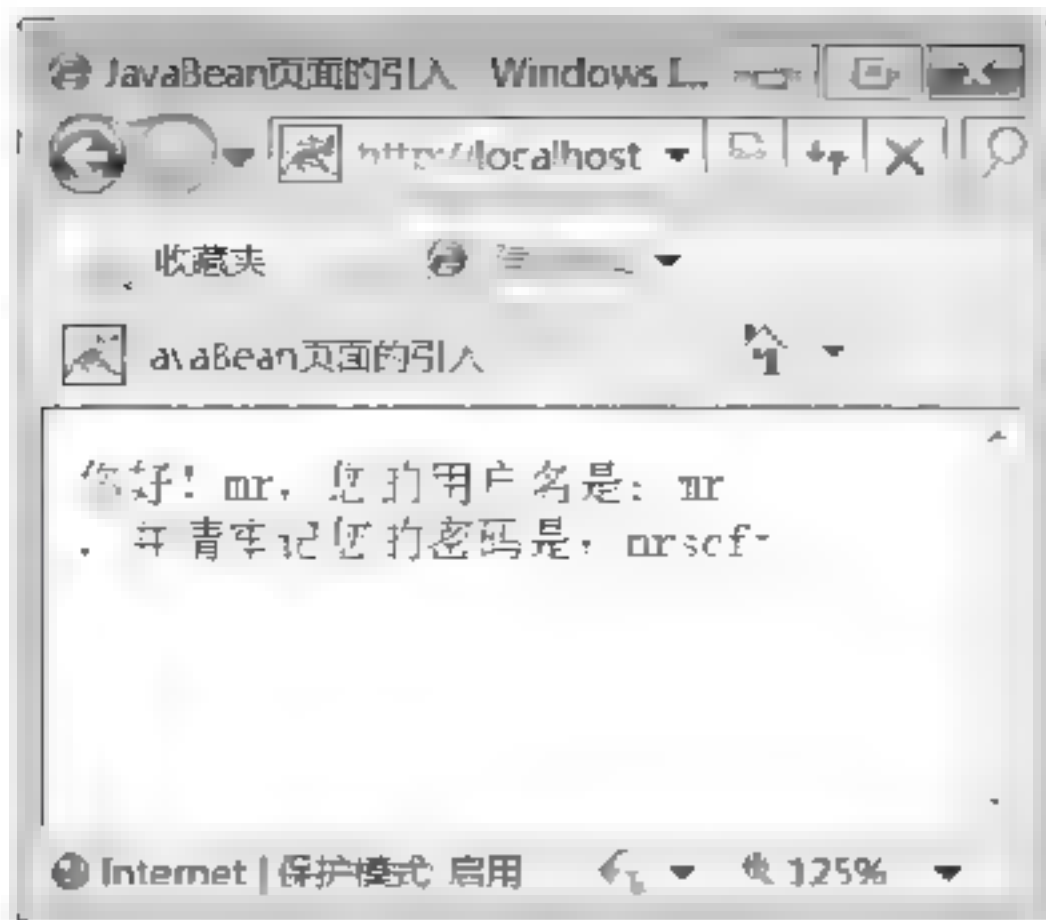 JavaBean页面的引入 Windows I...
http://localhost
收藏夹
avaBean页面的引入
你好! mr, 您的用户名是: mr
, 并请牢记您的密码是: mrsoft
Internet | 保护模式 启用
125%